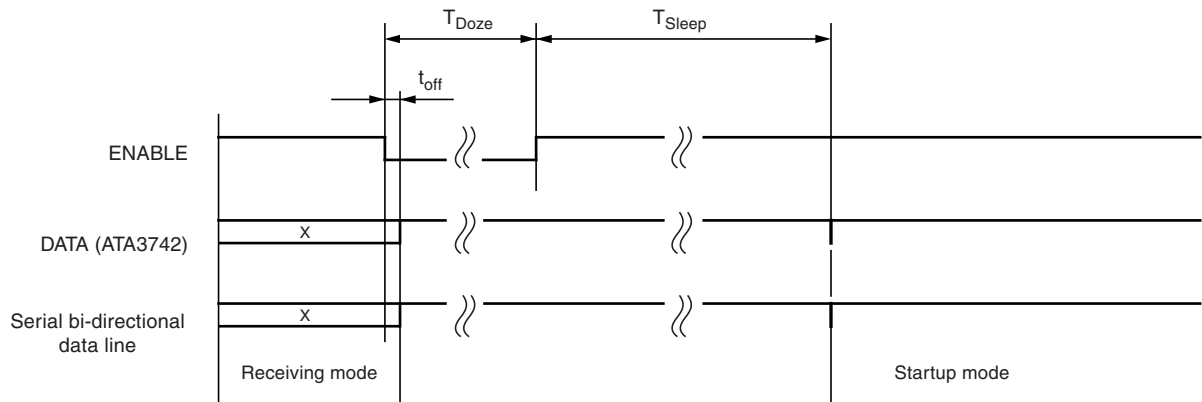 T_Doze T_Sleep
t_off
ENABLE
DATA (ATA3742)
X
Serial bi-directional
data line
X
Receiving mode
Startup mode